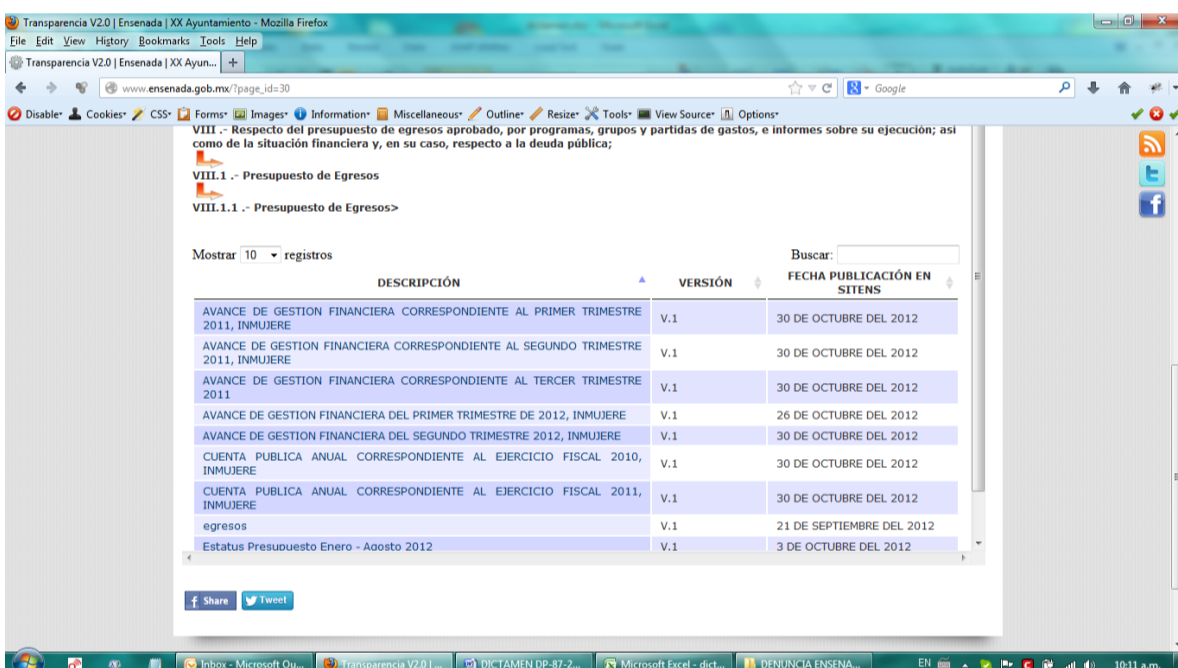 Transparencia V2.0 | Ensenada | XX Ayuntamiento - Mozilla Firefox
File Edit View History Bookmarks Tools Help
Transparencia V2.0 | Ensenada | XX Ayun... +
www.ensenada.gob.mx/?page_id=30
Google
Disable Cookies CSS Forms Images Information Miscellaneous Outline Resize Tools View Source Options
VIII .- Respecto del presupuesto de egresos aprobado, por programas, grupos y partidas de gastos, e informes sobre su ejecución; asi
como de la situación financiera y, en su caso, respecto a la deuda pública;
VIII.1 .- Presupuesto de Egresos
VIII.1.1 .- Presupuesto de Egresos>
Mostrar 10 registros Buscar:
DESCRIPCIÓN VERSIÓN FECHA PUBLICACIÓN EN
SITENS
AVANCE DE GESTION FINANCIERA CORRESPONDIENTE AL PRIMER TRIMESTRE
2011, INMUJERE V.1 30 DE OCTUBRE DEL 2012
AVANCE DE GESTION FINANCIERA CORRESPONDIENTE AL SEGUNDO TRIMESTRE
2011, INMUJERE V.1 30 DE OCTUBRE DEL 2012
AVANCE DE GESTION FINANCIERA CORRESPONDIENTE AL TERCER TRIMESTRE
2011 V.1 30 DE OCTUBRE DEL 2012
AVANCE DE GESTION FINANCIERA DEL PRIMER TRIMESTRE DE 2012, INMUJERE V.1 26 DE OCTUBRE DEL 2012
AVANCE DE GESTION FINANCIERA DEL SEGUNDO TRIMESTRE 2012, INMUJERE V.1 30 DE OCTUBRE DEL 2012
CUENTA PUBLICA ANUAL CORRESPONDIENTE AL EJERCICIO FISCAL 2010,
INMUJERE V.1 30 DE OCTUBRE DEL 2012
CUENTA PUBLICA ANUAL CORRESPONDIENTE AL EJERCICIO FISCAL 2011,
INMUJERE V.1 30 DE OCTUBRE DEL 2012
egresos V.1 21 DE SEPTIEMBRE DEL 2012
Estatus Presupuesto Enero - Agosto 2012 V.1 3 DE OCTUBRE DEL 2012
f Share Tweet
Inbox - Microsoft Ou... Transparencia V2.0 | ... DICTAMEN DP-87-2... Microsoft Excel - dict... DENUNCIA ENSENA... EN 10:11 a.m.